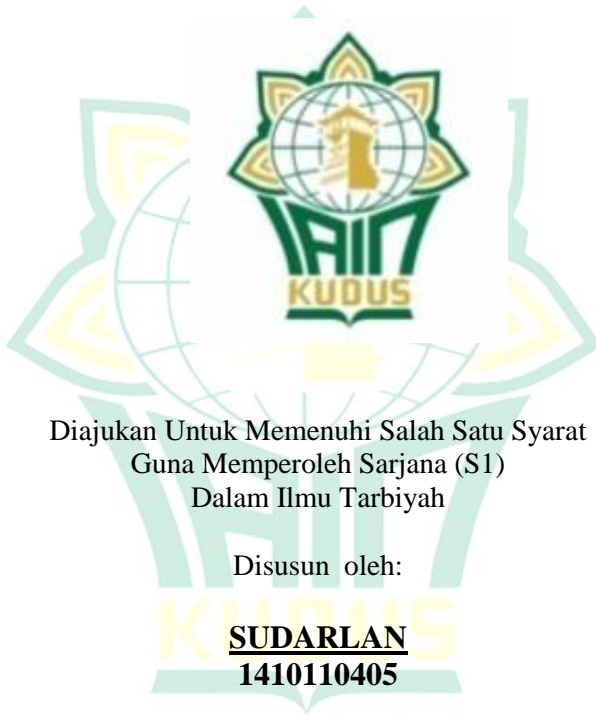 IAIN
KUDUS
Diajukan Untuk Memenuhi Salah Satu Syarat
Guna Memperoleh Sarjana (S1)
Dalam Ilmu Tarbiyah
Disusun oleh:
SUDARLAN
1410110405